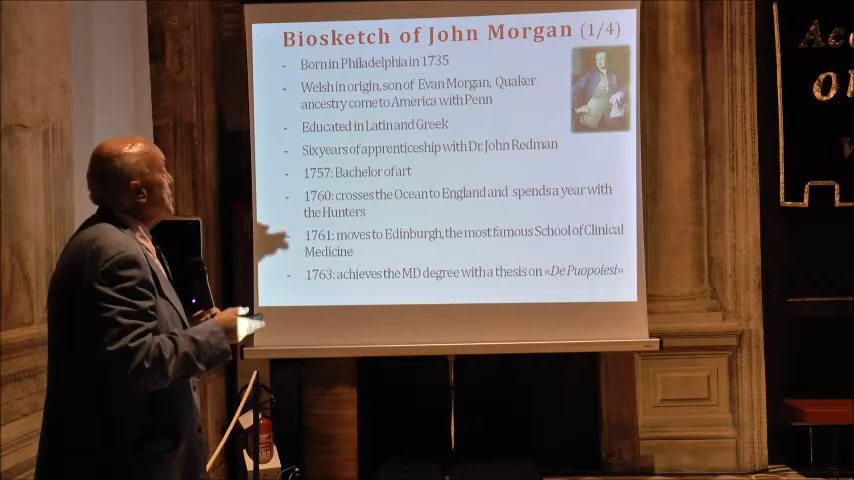 Biosketch of John Morgan (1/4)
- Born in Philadelphia in 1735
- Welsh in origin, son of Evan Morgan, Quaker
ancestry come to America with Penn
- Educated in Latin and Greek
- Six years of apprenticeship with Dr. John Redman
- 1757: Bachelor of art
- 1760: crosses the Ocean to England and spends a year with
the Hunters
- 1761: moves to Edinburgh, the most famous School of Clinical
Medicine
- 1763: achieves the MD degree with a thesis on «De Puopoiesi»